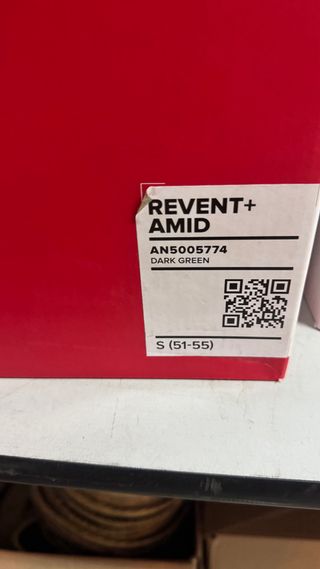 REVENT+
AMID
AN5005774
DARK GREEN
S (51-55)